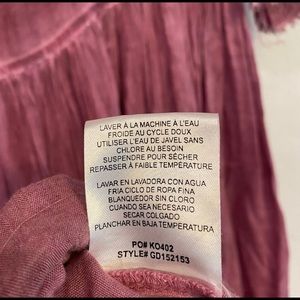 LAVER À LA MACHINE À L'EAU
FROIDE AU CYCLE DOUX
UTILISER L'EAU DE JAVEL SANS
CHLORE AU BESOIN
SUSPENDRE POUR SÉCHER
REPASSER À FAIBLE TEMPÉRATURE
LAVAR EN LAVADORA CON AGUA
FRIA CICLO DE ROPA FINA
BLANQUEADOR SIN CLORO
CUANDO SEA NECESARIO
SECAR COLGADO
PLANCHAR EN BAJA TEMPERATURA
PO# KO402
STYLE# GD152153